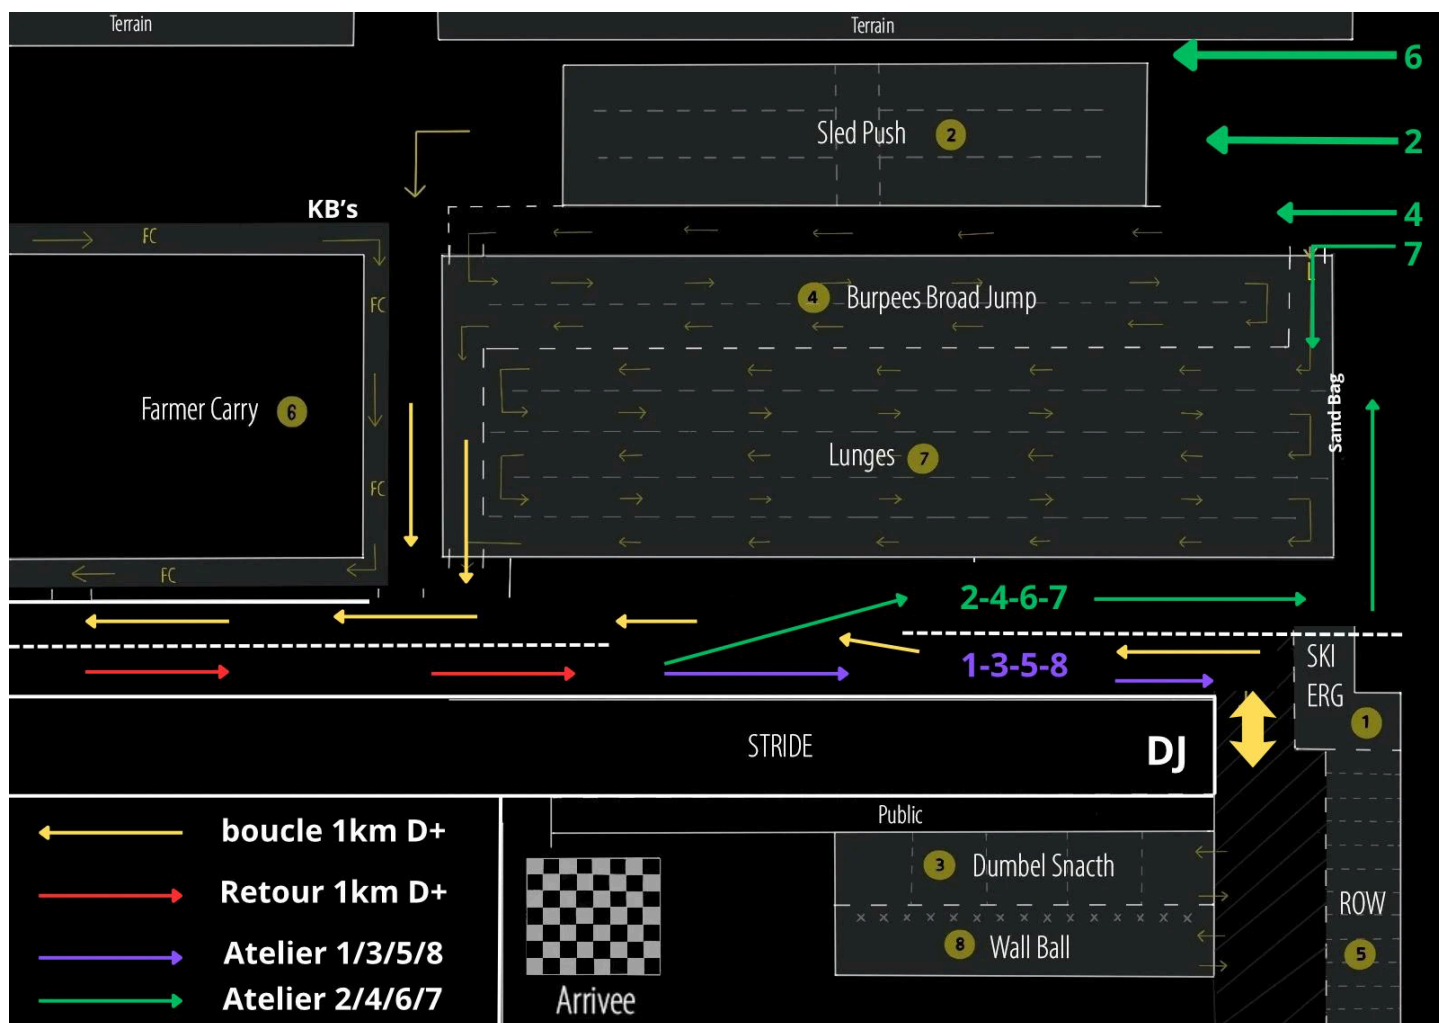 Terrain
Terrain
6
Sled Push 2
2
KB's
4
FC
7
4 Burpees Broad Jump
FC
Farmer Carry 6
Sand Bag
Lunges 7
FC
FC
2-4-6-7
1-3-5-8
SKI
ERG
1
STRIDE
DJ
Public
boucle 1km D+
3 Dumbel Snacth
Retour 1km D+
ROW
x x x x x x x x x x x x x x x
8 Wall Ball
5
Atelier 1/3/5/8
Atelier 2/4/6/7
Arrivee